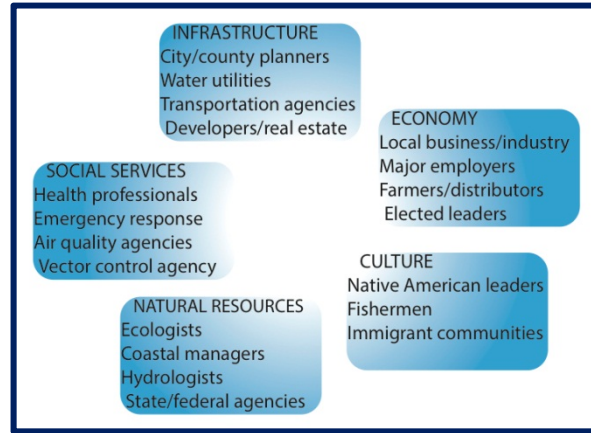 INFRASTRUCTURE
City/county planners
Water utilities
Transportation agencies
Developers/real estate
ECONOMY
Local business/industry
Major employers
Farmers/distributors
Elected leaders
SOCIAL SERVICES
Health professionals
Emergency response
Air quality agencies
Vector control agency
CULTURE
Native American leaders
Fishermen
Immigrant communities
NATURAL RESOURCES
Ecologists
Coastal managers
Hydrologists
State/federal agencies